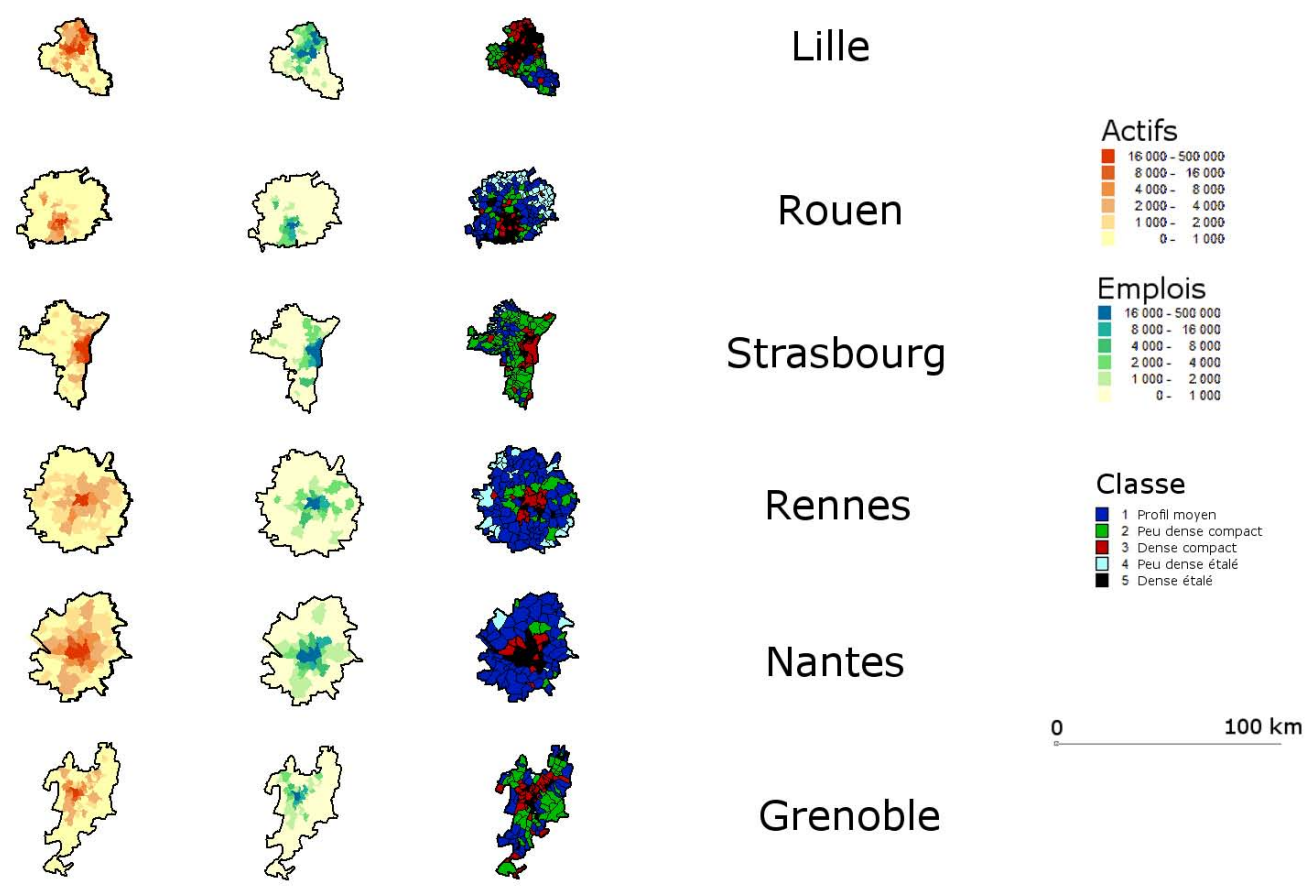 Lille
Actifs
16 000 - 500 000
8 000 - 16 000
4 000 - 8 000
2 000 - 4 000
1 000 - 2 000
0 - 1 000
Rouen
Emplois
16 000 - 500 000
8 000 - 16 000
4 000 - 8 000
2 000 - 4 000
1 000 - 2 000
0 - 1 000
Strasbourg
Classe
1 Profil moyen
2 Peu dense compact
3 Dense compact
4 Peu dense étalé
5 Dense étalé
Rennes
Nantes
0 100 km
Grenoble